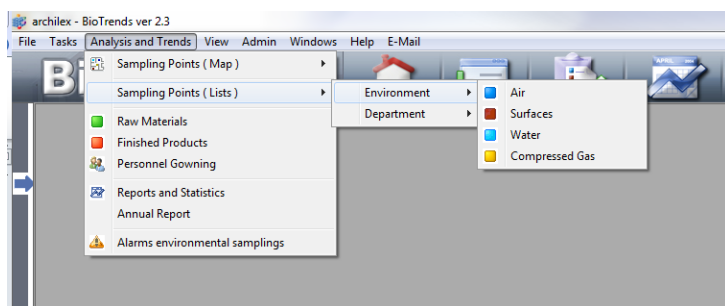 archilex - BioTrends ver 2.3
File Tasks Analysis and Trends View Admin Windows Help E-Mail
Sampling Points ( Map )
Sampling Points ( Lists )
Raw Materials
Finished Products
Personnel Gowning
Reports and Statistics
Annual Report
Alarms environmental samplings
Environment
Department
Air
Surfaces
Water
Compressed Gas
Bi
APRIL